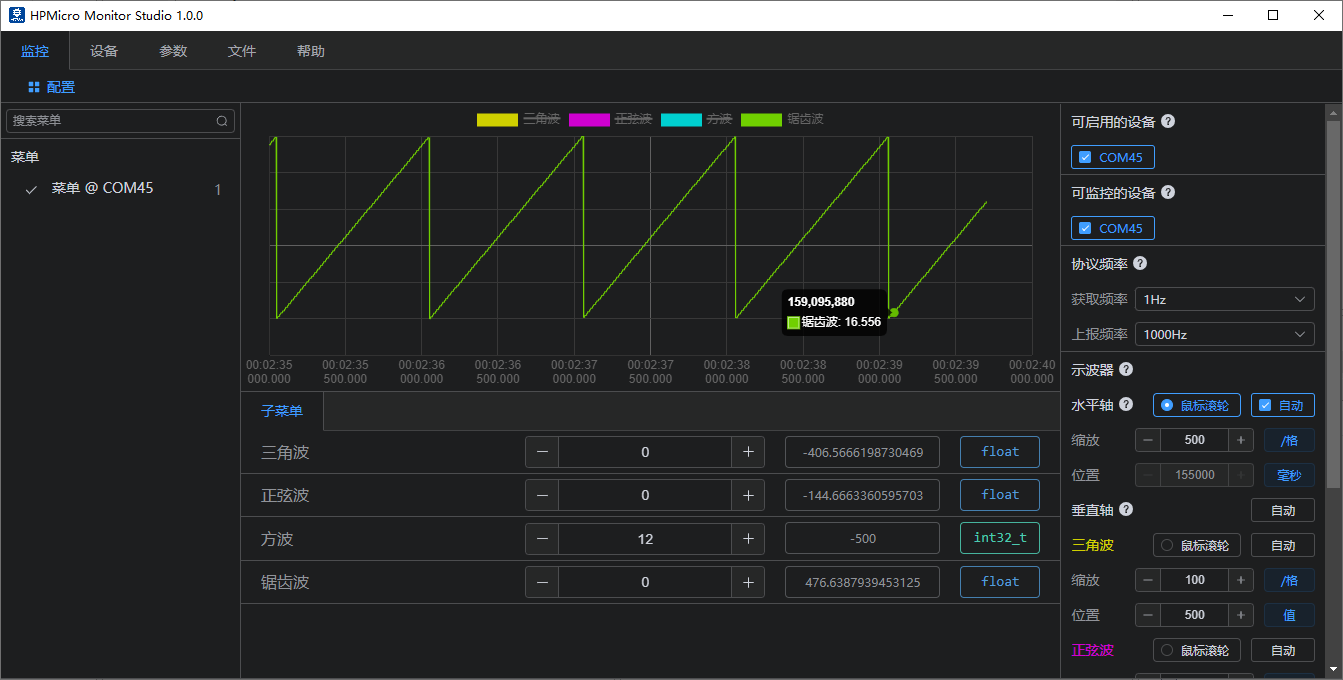 HPMicro Monitor Studio 1.0.0
监控 设备 参数 文件 帮助
配置
搜索菜单
菜单
菜单 @ COM45 1
三角波 正弦波 方波 锯齿波
159,095,880
锯齿波: 16.556
00:02:35 00:02:35 00:02:36 00:02:36 00:02:37 00:02:37 00:02:38 00:02:38 00:02:39 00:02:39 00:02:40
000.000 500.000 000.000 500.000 000.000 500.000 000.000 500.000 000.000 500.000 000.000
子菜单
三角波 — 0 + -406.5666198730469 float
正弦波 — 0 + -144.6663360595703 float
方波 — 12 + -500 int32_t
锯齿波 — 0 + 476.6387939453125 float
可启用的设备 ?
COM45
可监控的设备 ?
COM45
协议频率 ?
获取频率 1Hz
上报频率 1000Hz
示波器 ?
水平轴 ? 鼠标滚轮 自动
缩放 — 500 + /格
位置 — 155000 + 毫秒
垂直轴 ? 自动
三角波 鼠标滚轮 自动
缩放 — 100 + /格
位置 — 500 + 值
正弦波 鼠标滚轮 自动